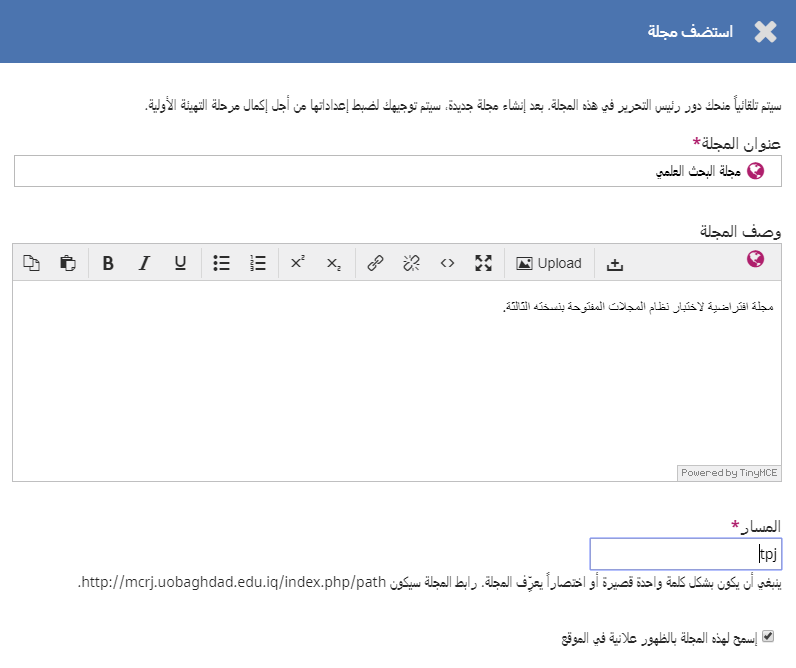 استضف مجلة
سيتم تلقائياً منحك دور رئيس التحرير في هذه المجلة. بعد إنشاء مجلة جديدة، سيتم توجيهك لضبط إعداداتها من أجل إكمال مرحلة التهيئة الأولية.
عنوان المجلة*
مجلة البحث العلمي
وصف المجلة
B I U x² x₂ <> Upload
مجلة افتراضية لاختبار نظام المجلات المفتوحة بنسخته الثالثة.
Powered by TinyMCE
المسار*
tpj
ينبغي أن يكون بشكل كلمة واحدة قصيرة أو اختصاراً يعرّف المجلة. رابط المجلة سيكون http://mcrj.uobaghdad.edu.iq/index.php/path.
إسمح لهذه المجلة بالظهور علانية في الموقع